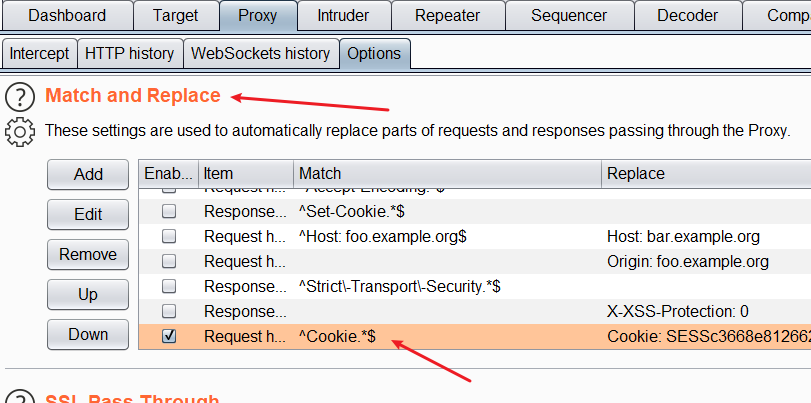 Dashboard Target Proxy Intruder Repeater Sequencer Decoder Comp
Intercept HTTP history WebSockets history Options
? Match and Replace
These settings are used to automatically replace parts of requests and responses passing through the Proxy.
Add Enab... Item Match Replace
Request h... ^Accept-Encoding.*$
Response... ^Set-Cookie.*$
Edit Request h... ^Host: foo.example.org$ Host: bar.example.org
Remove Request h... Origin: foo.example.org
Response... ^Strict\-Transport\-Security.*$
Up Response... X-XSS-Protection: 0
Down Request h... ^Cookie.*$ Cookie: SESSc3668e812662
? SSL Pass Through